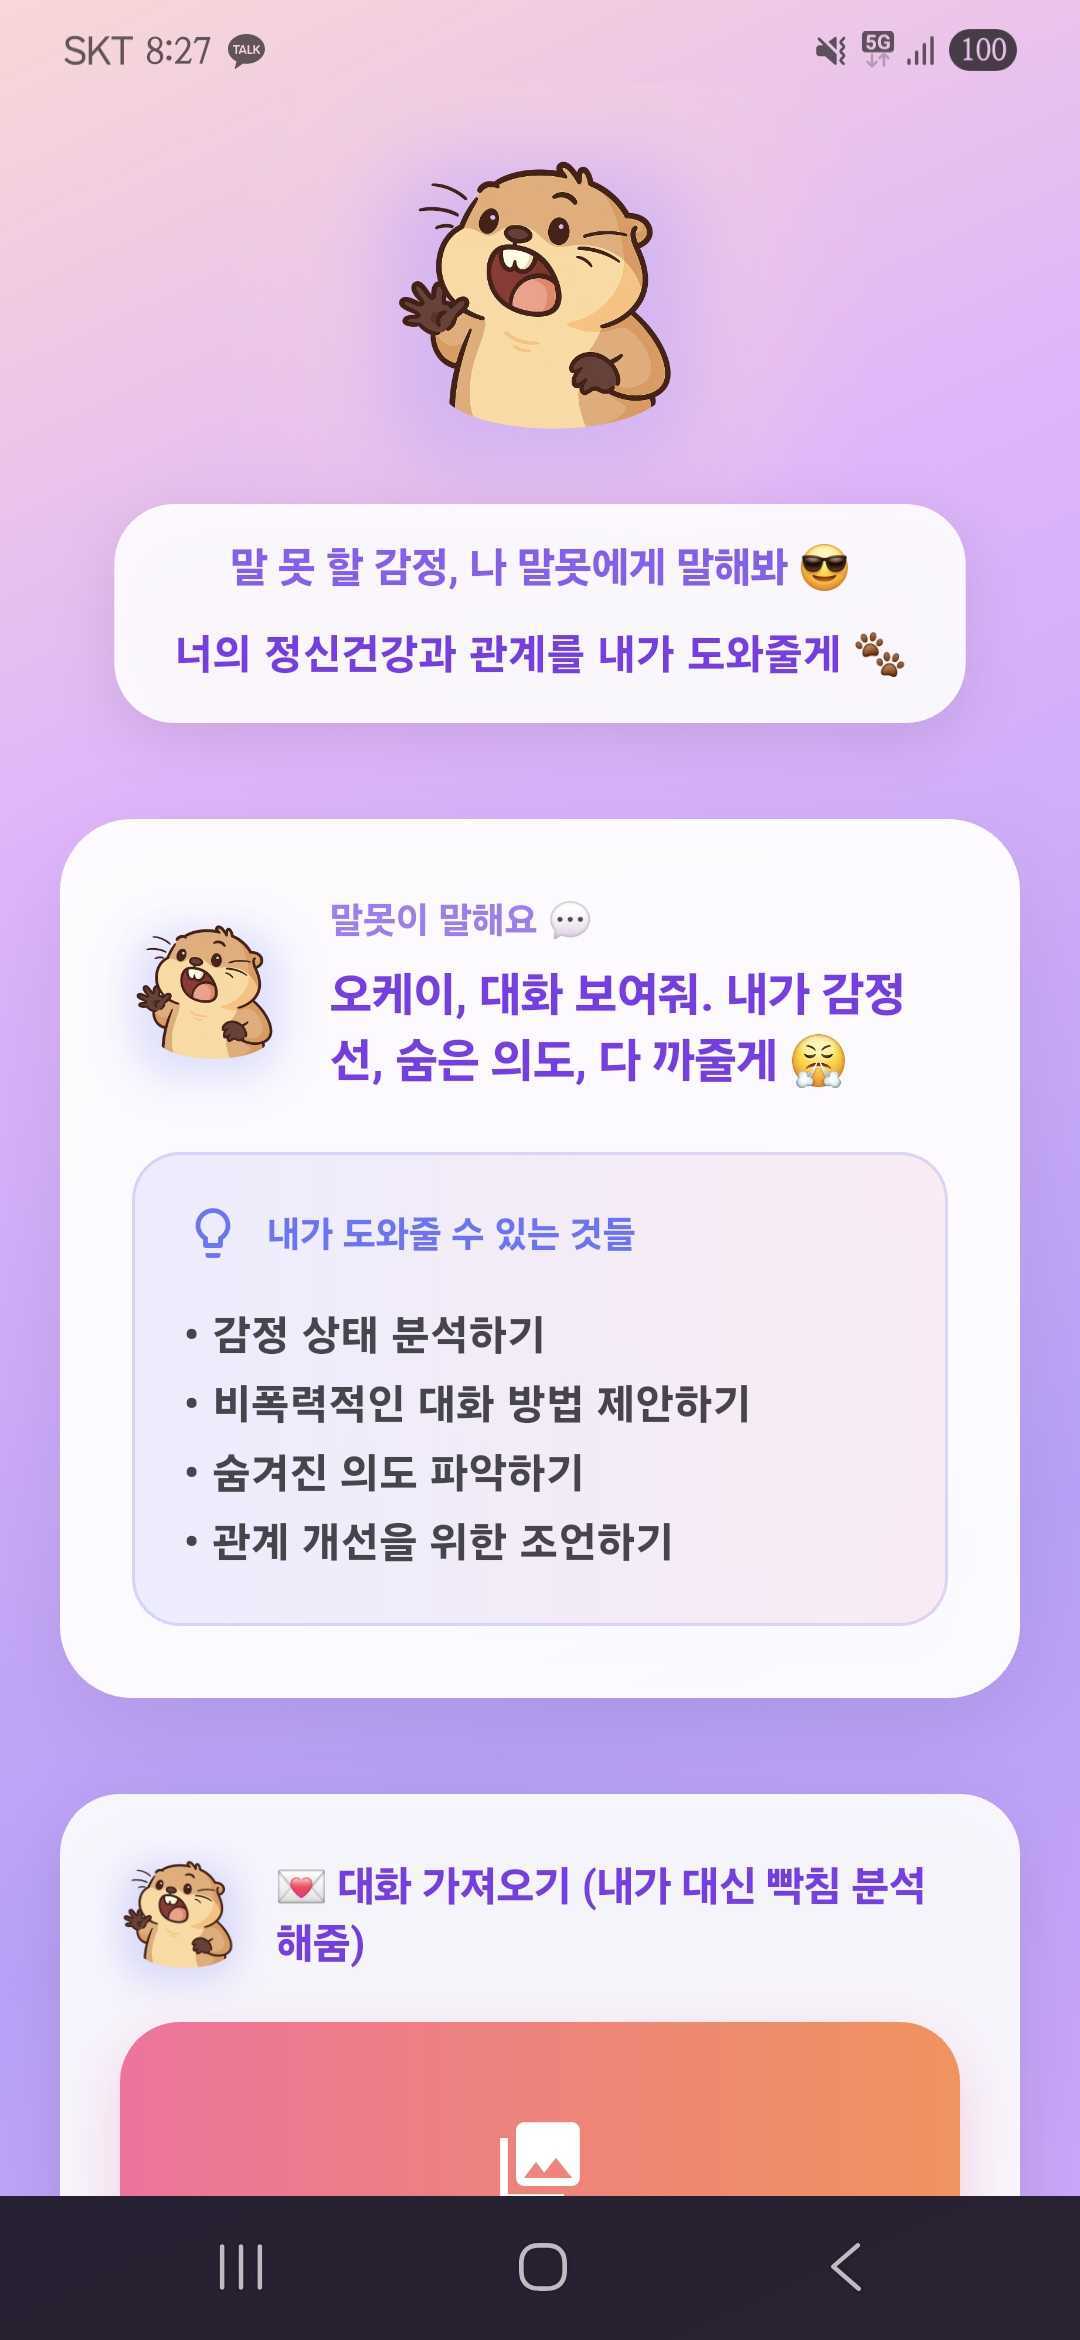 SKT 8:27 TALK 5G 100
말 못 할 감정, 나 말못에게 말해봐 😎
너의 정신건강과 관계를 내가 도와줄게 🐾
말못이 말해요 💬
오케이, 대화 보여줘. 내가 감정
선, 숨은 의도, 다 까줄게 😤
내가 도와줄 수 있는 것들
• 감정 상태 분석하기
• 비폭력적인 대화 방법 제안하기
• 숨겨진 의도 파악하기
• 관계 개선을 위한 조언하기
💌 대화 가져오기 (내가 대신 빡침 분석
해줌)